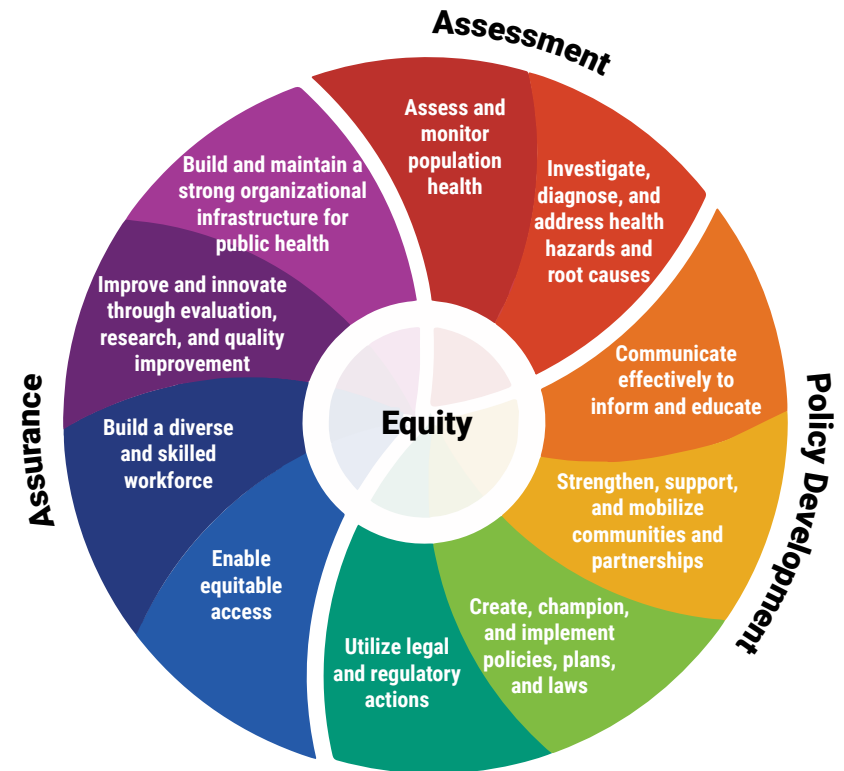 Assessment
Assess and
monitor
population
health
Investigate,
diagnose, and
address health
hazards and
root causes
Policy Development
Communicate
effectively to
inform and educate
Strengthen, support,
and mobilize
communities and
partnerships
Create, champion,
and implement
policies, plans,
and laws
Utilize legal
and regulatory
actions
Assurance
Enable
equitable
access
Build a diverse
and skilled
workforce
Improve and innovate
through evaluation,
research, and quality
improvement
Build and maintain a
strong organizational
infrastructure for
public health
Equity